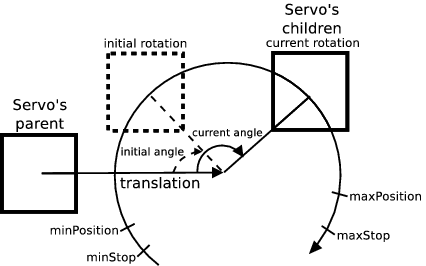 Servo's
children
initial rotation
current rotation
Servo's
parent
current angle
initial angle
translation
maxPosition
minPosition
maxStop
minStop